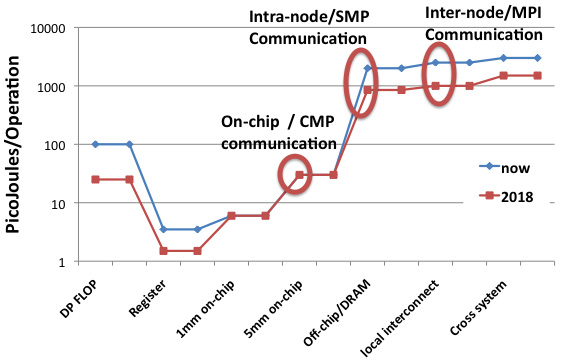 Intra-node/SMP
Communication
Inter-node/MPI
Communication
On-chip / CMP
communication
PicoJoules/Operation
10000
1000
100
10
1
now
2018
DP FLOP
Register
1mm on-chip
5mm on-chip
Off-chip/DRAM
local interconnect
Cross system